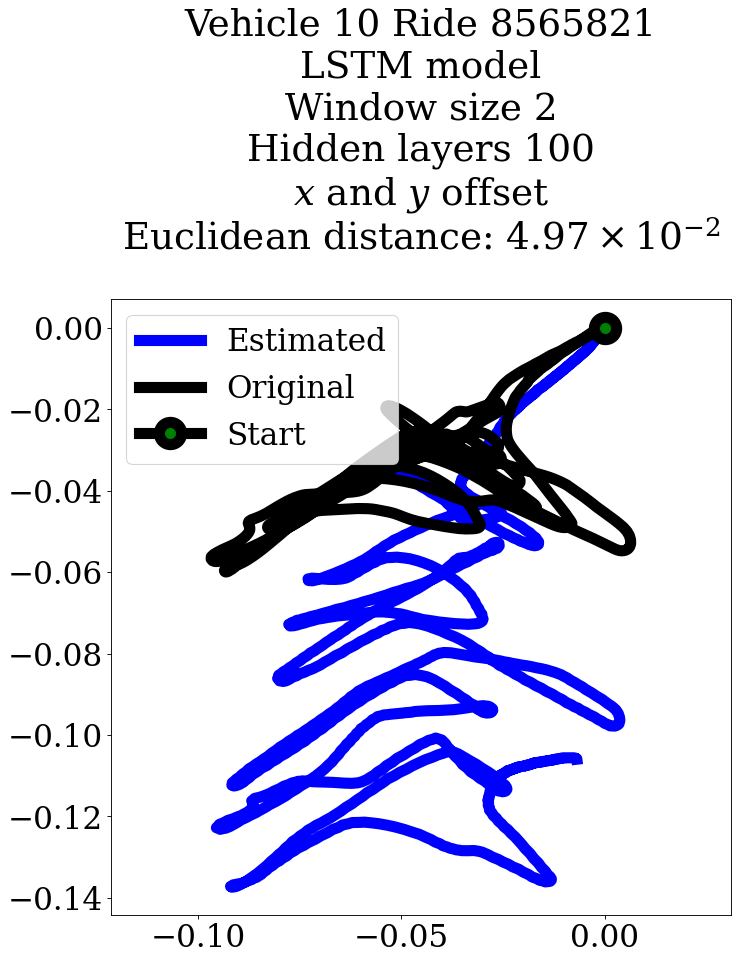 Vehicle 10 Ride 8565821
LSTM model
Window size 2
Hidden layers 100
x and y offset
Euclidean distance: 4.97 × 10⁻²
Estimated
Original
Start
0.00
−0.02
−0.04
−0.06
−0.08
−0.10
−0.12
−0.14
−0.10
−0.05
0.00